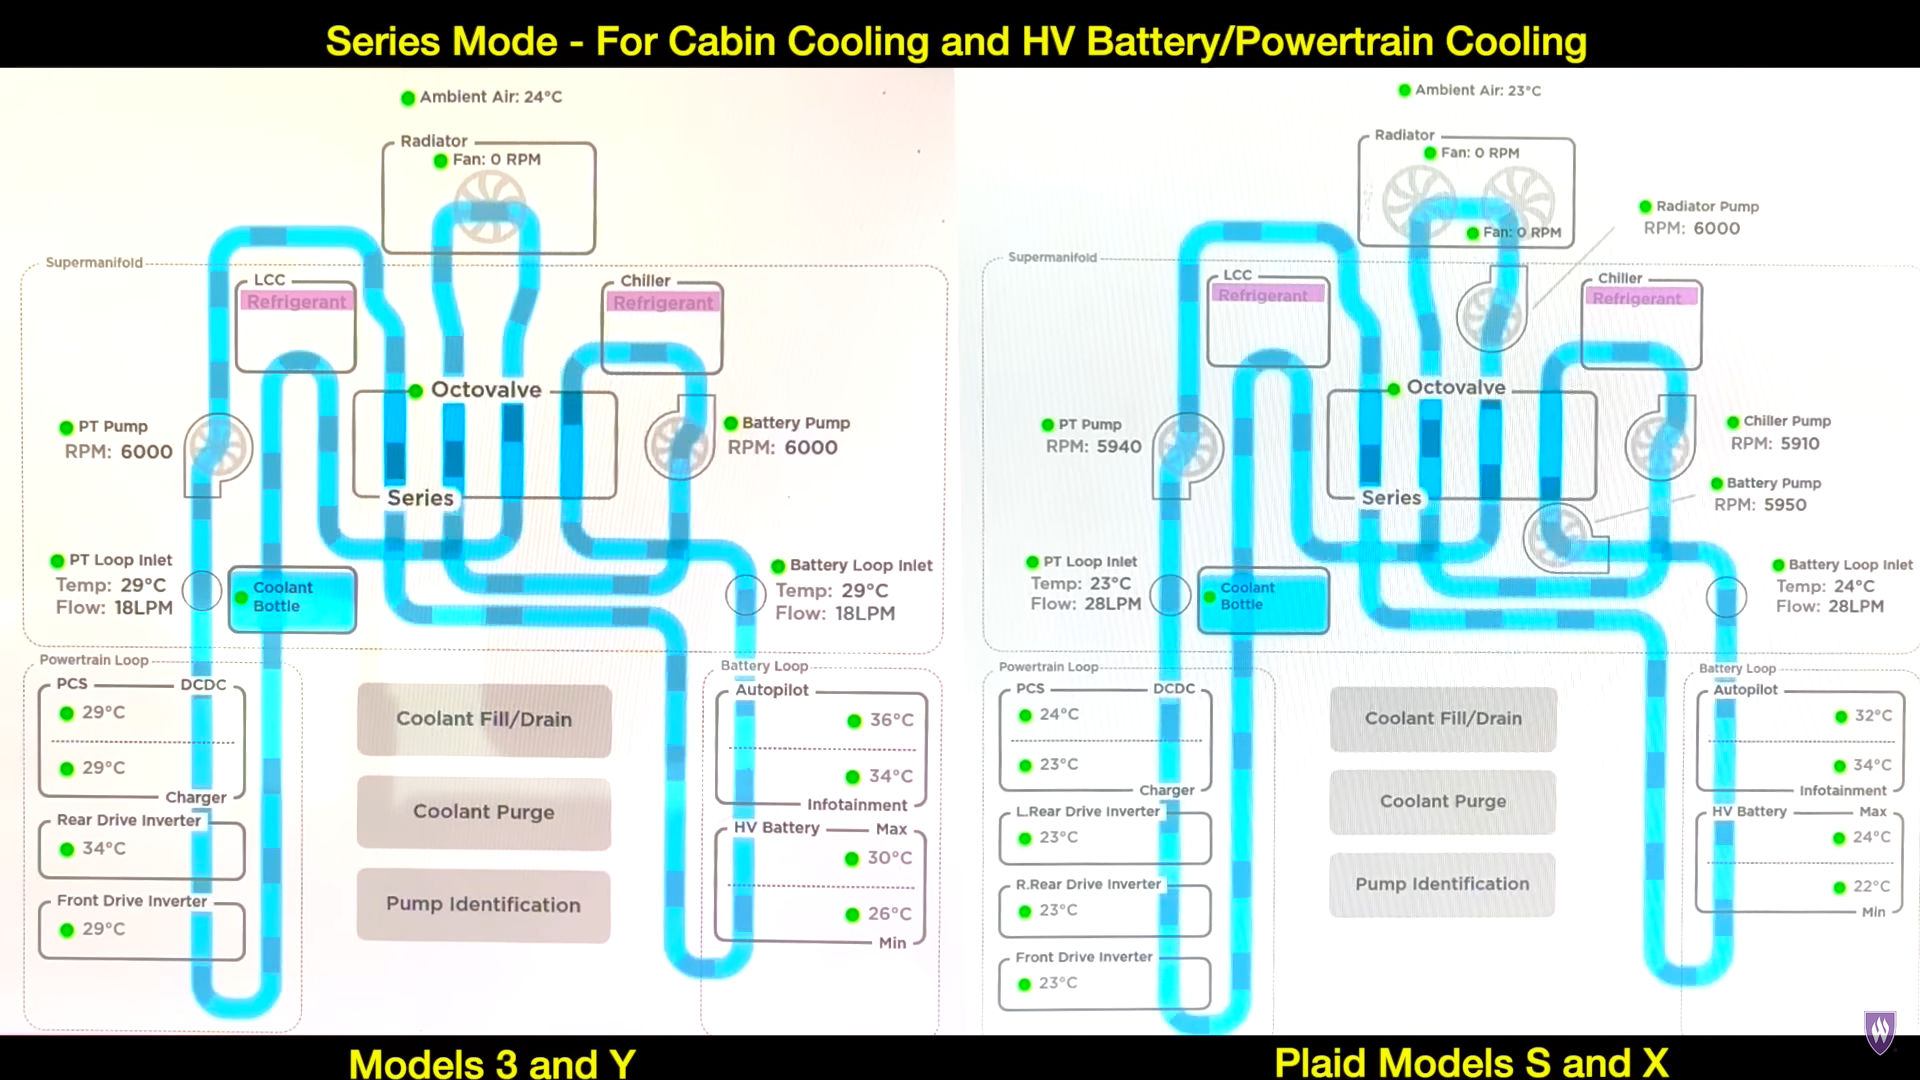 Series Mode - For Cabin Cooling and HV Battery/Powertrain Cooling
Ambient Air: 24°C
Radiator
Fan: 0 RPM
Supermanifold
LCC
Refrigerant
Chiller
Refrigerant
Octovalve
Series
PT Pump
RPM: 6000
Battery Pump
RPM: 6000
PT Loop Inlet
Temp: 29°C
Flow: 18LPM
Coolant
Bottle
Battery Loop Inlet
Temp: 29°C
Flow: 18LPM
Powertrain Loop
PCS
DCDC
29°C
29°C
Charger
Rear Drive Inverter
34°C
Front Drive Inverter
29°C
Coolant Fill/Drain
Coolant Purge
Pump Identification
Battery Loop
Autopilot
36°C
34°C
Infotainment
HV Battery
Max
30°C
26°C
Min
Models 3 and Y
Ambient Air: 23°C
Radiator
Fan: 0 RPM
Fan: 0 RPM
Radiator Pump
RPM: 6000
Supermanifold
LCC
Refrigerant
Chiller
Refrigerant
Octovalve
Series
PT Pump
RPM: 5940
Chiller Pump
RPM: 5910
Battery Pump
RPM: 5950
PT Loop Inlet
Temp: 23°C
Flow: 28LPM
Coolant
Bottle
Battery Loop Inlet
Temp: 24°C
Flow: 28LPM
Powertrain Loop
PCS
DCDC
24°C
23°C
Charger
L.Rear Drive Inverter
23°C
R.Rear Drive Inverter
23°C
Front Drive Inverter
23°C
Coolant Fill/Drain
Coolant Purge
Pump Identification
Battery Loop
Autopilot
32°C
34°C
Infotainment
HV Battery
Max
24°C
22°C
Min
Plaid Models S and X
W